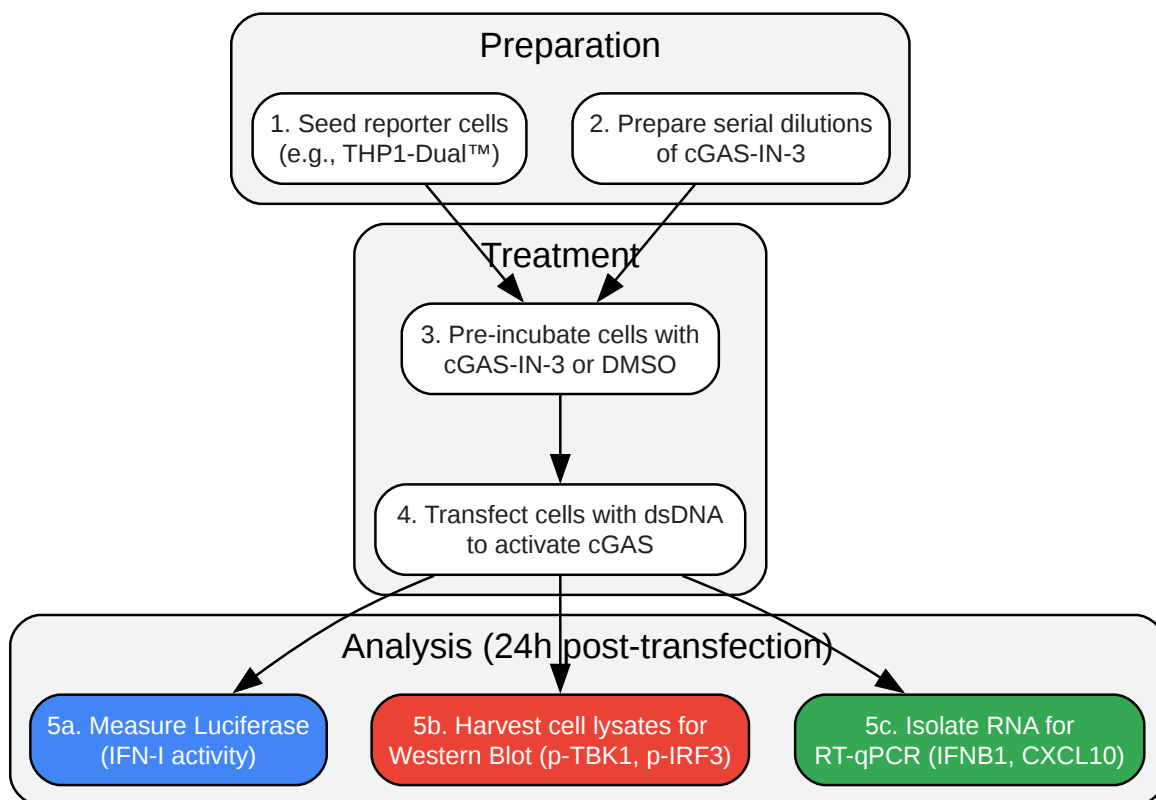 Preparation
1. Seed reporter cells
(e.g., THP1-Dual™)
2. Prepare serial dilutions
of cGAS-IN-3
Treatment
3. Pre-incubate cells with
cGAS-IN-3 or DMSO
4. Transfect cells with dsDNA
to activate cGAS
Analysis (24h post-transfection)
5a. Measure Luciferase
(IFN-I activity)
5b. Harvest cell lysates for
Western Blot (p-TBK1, p-IRF3)
5c. Isolate RNA for
RT-qPCR (IFNB1, CXCL10)